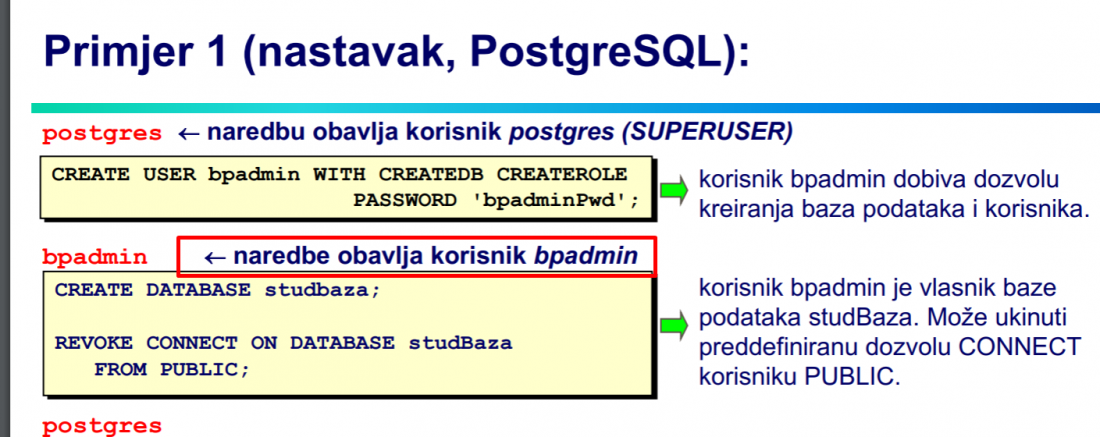 Primjer 1 (nastavak, PostgreSQL):
postgres ← naredbu obavlja korisnik postgres (SUPERUSER)
CREATE USER bpadmin WITH CREATEDB CREATEROLE
PASSWORD 'bpadminPwd';
korisnik bpadmin dobiva dozvolu
kreiranja baza podataka i korisnika.
bpadmin ← naredbe obavlja korisnik bpadmin
CREATE DATABASE studbaza;
REVOKE CONNECT ON DATABASE studBaza
FROM PUBLIC;
korisnik bpadmin je vlasnik baze
podataka studBaza. Može ukinuti
preddefiniranu dozvolu CONNECT
korisniku PUBLIC.
postgres